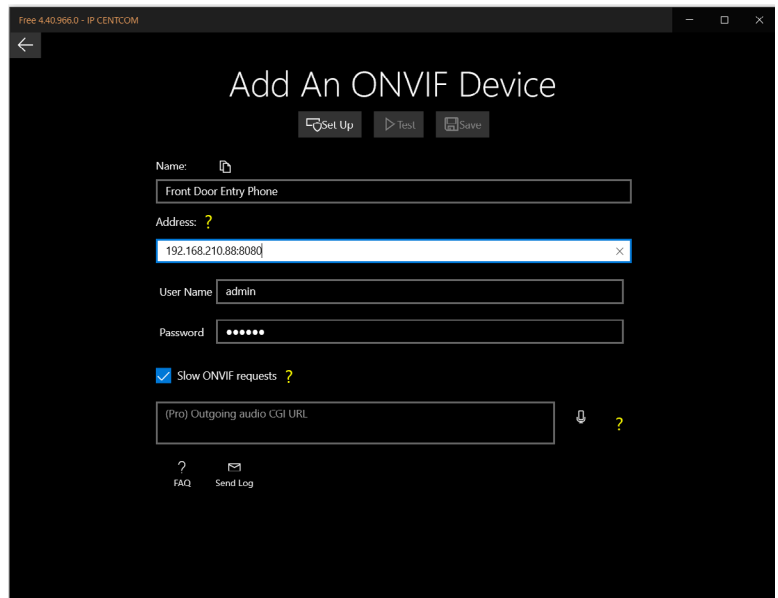 Free 4.40.966.0 - IP CENTCOM
Add An ONVIF Device
Set Up Test Save
Name:
Front Door Entry Phone
Address: ?
192.168.210.88:8080
User Name admin
Password ●●●●●●
Slow ONVIF requests ?
(Pro) Outgoing audio CGI URL
?
?
FAQ Send Log